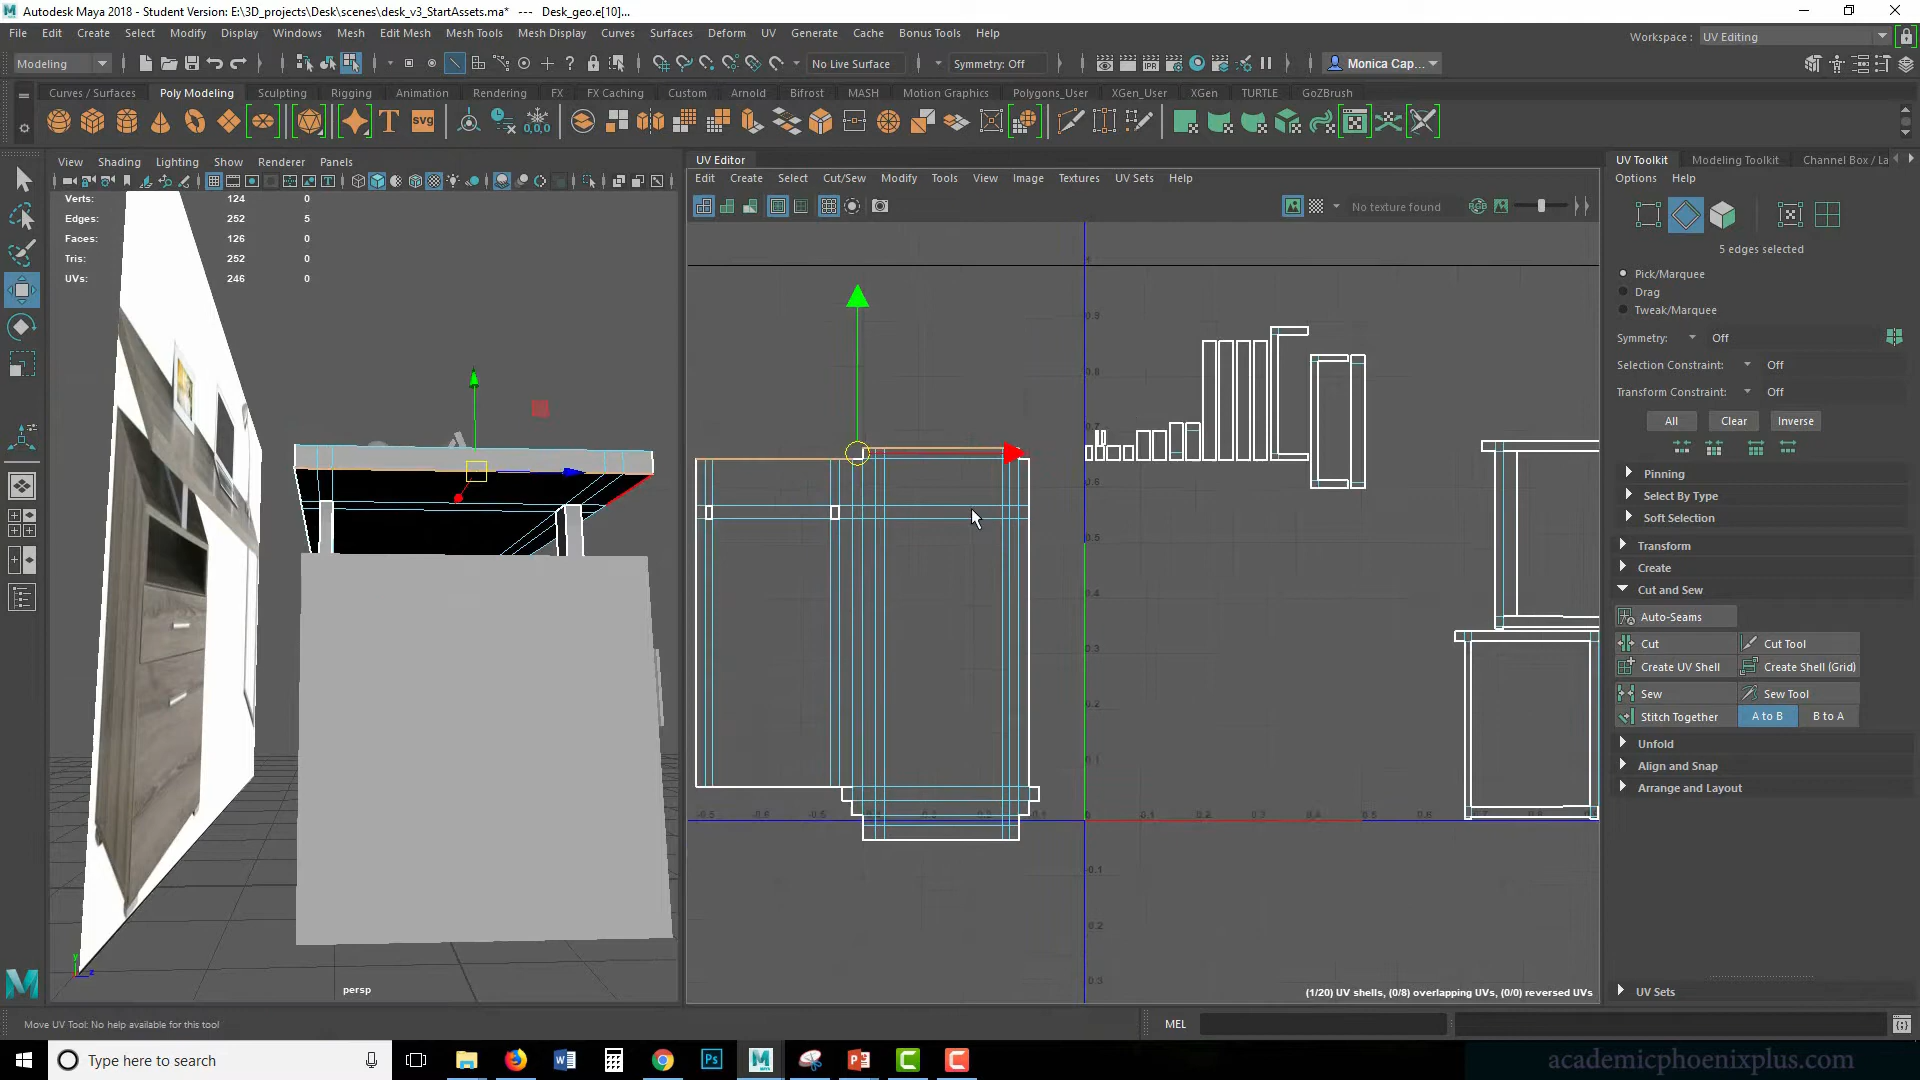 Autodesk Maya 2018 - Student Version: E:\3D_projects\Desk\scenes\desk_v3_StartAssets.ma* --- Desk_geo.e[10]...
File Edit Create Select Modify Display Windows Mesh Edit Mesh Mesh Tools Mesh Display Curves Surfaces Deform UV Generate Cache Bonus Tools Help
Workspace : UV Editing
Modeling No Live Surface Symmetry: Off Monica Cap...
Curves / Surfaces Poly Modeling Sculpting Rigging Animation Rendering FX FX Caching Custom Arnold Bifrost MASH Motion Graphics Polygons_User XGen_User XGen TURTLE GoZBrush
View Shading Lighting Show Renderer Panels
UV Editor
UV Toolkit Modeling Toolkit Channel Box / La
Edit Create Select Cut/Sew Modify Tools View Image Textures UV Sets Help
Options Help
No texture found
Verts: 124 0
Edges: 252 5
Faces: 126 0
Tris: 252 0
UVs: 246 0
5 edges selected
Pick/Marquee
Drag
Tweak/Marquee
Symmetry: Off
Selection Constraint: Off
Transform Constraint: Off
All Clear Inverse
Pinning
Select By Type
Soft Selection
Transform
Create
Cut and Sew
Auto-Seams
Cut Cut Tool
Create UV Shell Create Shell (Grid)
Sew Sew Tool
Stitch Together A to B B to A
Unfold
Align and Snap
Arrange and Layout
UV Sets
persp
(1/20) UV shells, (0/8) overlapping UVs, (0/0) reversed UVs
Move UV Tool: No help available for this tool
MEL
Type here to search
academicphoenixplus.com